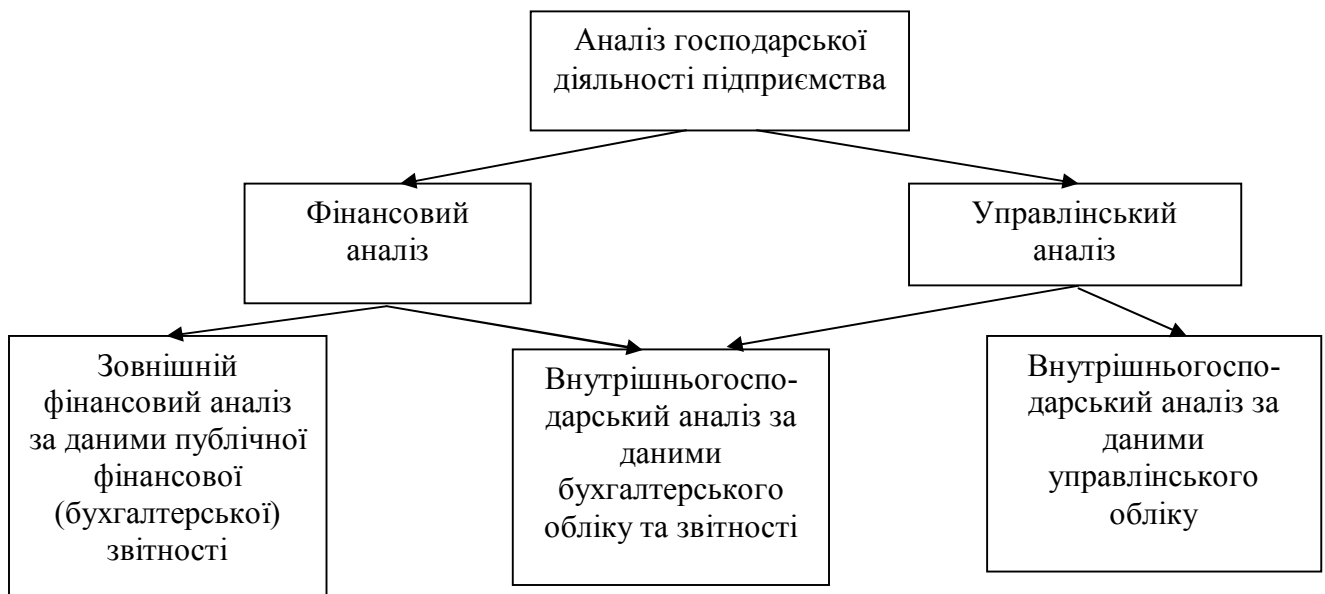 Аналіз господарської
діяльності підприємства
Фінансовий
аналіз
Управлінський
аналіз
Зовнішній
фінансовий аналіз
за даними публічної
фінансової
(бухгалтерської)
звітності
Внутрішньогоспо-
дарський аналіз за
даними
бухгалтерського
обліку та звітності
Внутрішньогоспо-
дарський аналіз за
даними
управлінського
обліку